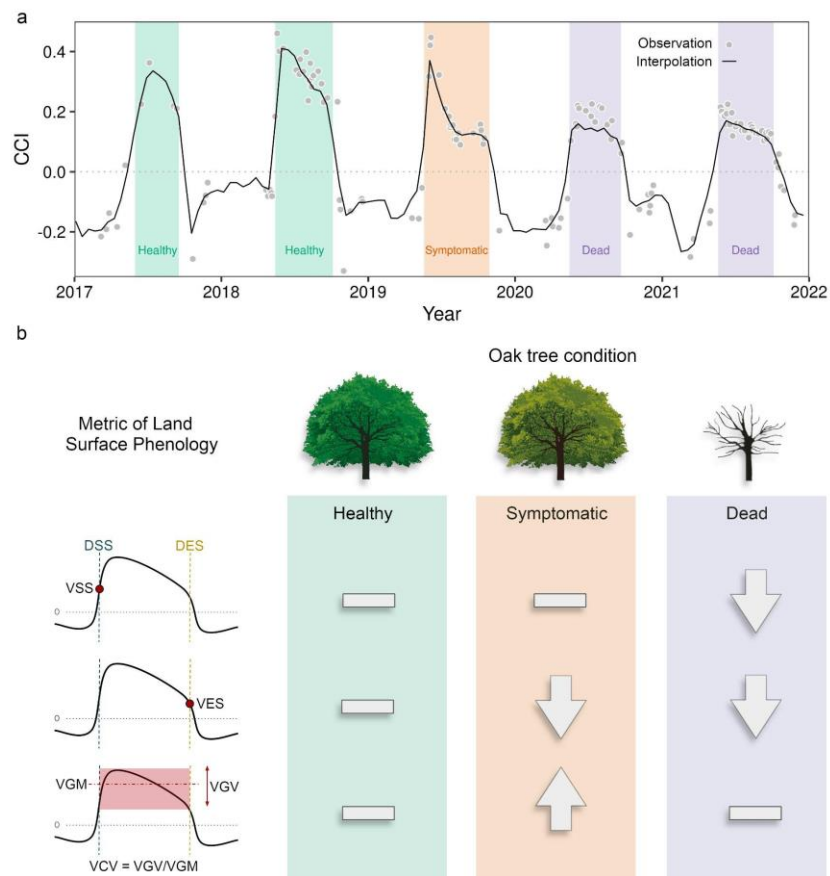 a
0.4
0.2
0.0
-0.2
CCI
Observation
Interpolation
Healthy
Healthy
Symptomatic
Dead
Dead
2017
2018
2019
2020
2021
2022
Year
b
Oak tree condition
Metric of Land
Surface Phenology
Healthy
Symptomatic
Dead
DSS
DES
VSS
0
VES
0
VGM
VGV
0
VCV = VGV/VGM